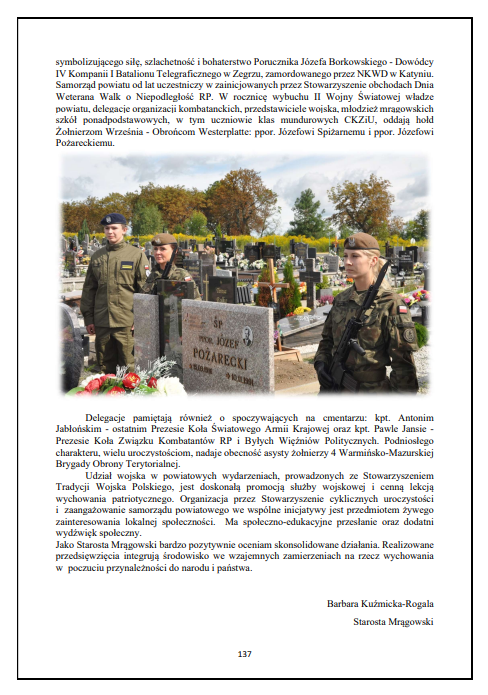 symbolizującego siłę, szlachetność i bohaterstwo Porucznika Józefa Borkowskiego - Dowódcy
IV Kompanii I Batalionu Telegraficznego w Zegrzu, zamordowanego przez NKWD w Katyniu.
Samorząd powiatu od lat uczestniczy w zainicjowanych przez Stowarzyszenie obchodach Dnia
Weterana Walk o Niepodległość RP. W rocznicę wybuchu II Wojny Światowej władze
powiatu, delegacje organizacji kombatanckich, przedstawiciele wojska, młodzież mrągowskich
szkół ponadpodstawowych, w tym uczniowie klas mundurowych CKZiU, oddają hołd
Żołnierzom Września - Obrońcom Westerplatte: ppor. Józefowi Spiżarnemu i ppor. Józefowi
Pożareckiemu.
ŚP
PPOR. JÓZEF
POŻARECKI
Delegacje pamiętają również o spoczywających na cmentarzu: kpt. Antonim
Jabłońskim - ostatnim Prezesie Koła Światowego Armii Krajowej oraz kpt. Pawle Jansie -
Prezesie Koła Związku Kombatantów RP i Byłych Więźniów Politycznych. Podniosłego
charakteru, wielu uroczystościom, nadaje obecność asysty żołnierzy 4 Warmińsko-Mazurskiej
Brygady Obrony Terytorialnej.
Udział wojska w powiatowych wydarzeniach, prowadzonych ze Stowarzyszeniem
Tradycji Wojska Polskiego, jest doskonałą promocją służby wojskowej i cenną lekcją
wychowania patriotycznego. Organizacja przez Stowarzyszenie cyklicznych uroczystości
i zaangażowanie samorządu powiatowego we wspólne inicjatywy jest przedmiotem żywego
zainteresowania lokalnej społeczności. Ma społeczno-edukacyjne przesłanie oraz dodatni
wydźwięk społeczny.
Jako Starosta Mrągowski bardzo pozytywnie oceniam skonsolidowane działania. Realizowane
przedsięwzięcia integrują środowisko we wzajemnych zamierzeniach na rzecz wychowania
w poczuciu przynależności do narodu i państwa.
Barbara Kuźmicka-Rogala
Starosta Mrągowski
137